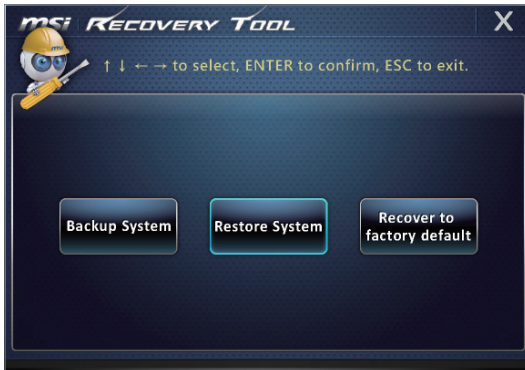 msi RECOVERY TOOL X
↑ ↓ ← → to select, ENTER to confirm, ESC to exit.
Backup System
Restore System
Recover to
factory default